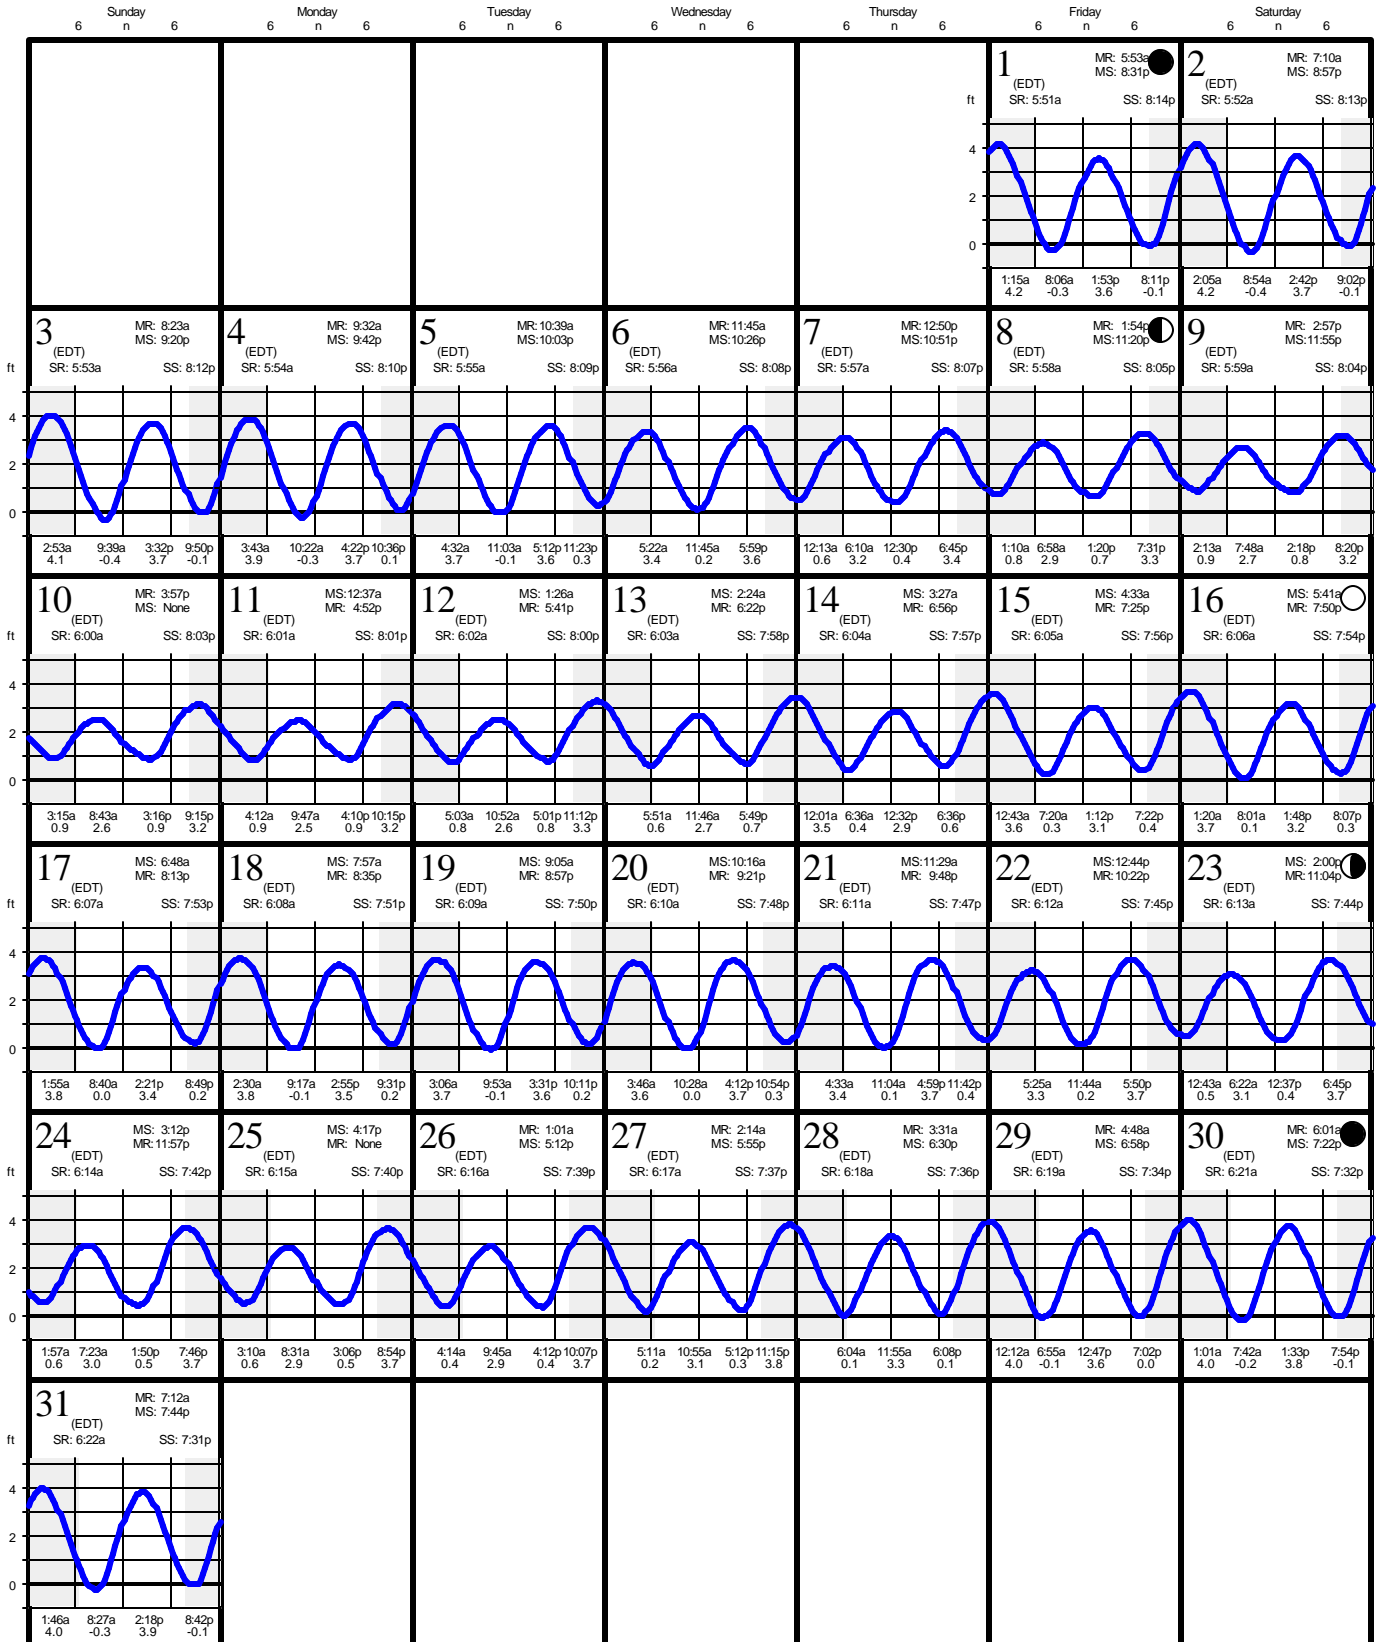 Sunday Monday Tuesday Wednesday Thursday Friday Saturday
6 n 6 6 n 6 6 n 6 6 n 6 6 n 6 6 n 6 6 n 6
1 MR: 5:53a 2 MR: 7:10a
MS: 8:31p MS: 8:57p
(EDT) (EDT)
ft SR: 5:51a SS: 8:14p SR: 5:52a SS: 8:13p
4
2
0
1:15a 8:06a 1:53p 8:11p 2:05a 8:54a 2:42p 9:02p
4.2 -0.3 3.6 -0.1 4.2 -0.4 3.7 -0.1
3 MR: 8:23a 4 MR: 9:32a 5 MR:10:39a 6 MR:11:45a 7 MR:12:50p 8 MR: 1:54p 9 MR: 2:57p
MS: 9:20p MS: 9:42p MS:10:03p MS:10:26p MS:10:51p MS:11:20p MS:11:55p
(EDT) (EDT) (EDT) (EDT) (EDT) (EDT) (EDT)
ft SR: 5:53a SS: 8:12p SR: 5:54a SS: 8:10p SR: 5:55a SS: 8:09p SR: 5:56a SS: 8:08p SR: 5:57a SS: 8:07p SR: 5:58a SS: 8:05p SR: 5:59a SS: 8:04p
4
2
0
2:53a 9:39a 3:32p 9:50p 3:43a 10:22a 4:22p 10:36p 4:32a 11:03a 5:12p 11:23p 5:22a 11:45a 5:59p 12:13a 6:10a 12:30p 6:45p 1:10a 6:58a 1:20p 7:31p 2:13a 7:48a 2:18p 8:20p
4.1 -0.4 3.7 -0.1 3.9 -0.3 3.7 0.1 3.7 -0.1 3.6 0.3 3.4 0.2 3.6 0.6 3.2 0.4 3.4 0.8 2.9 0.7 3.3 0.9 2.7 0.8 3.2
10 MR: 3:57p 11 MS:12:37a 12 MS: 1:26a 13 MS: 2:24a 14 MS: 3:27a 15 MS: 4:33a 16 MS: 5:41a
MS: None MR: 4:52p MR: 5:41p MR: 6:22p MR: 6:56p MR: 7:25p MR: 7:50p
(EDT) (EDT) (EDT) (EDT) (EDT) (EDT) (EDT)
ft SR: 6:00a SS: 8:03p SR: 6:01a SS: 8:01p SR: 6:02a SS: 8:00p SR: 6:03a SS: 7:58p SR: 6:04a SS: 7:57p SR: 6:05a SS: 7:56p SR: 6:06a SS: 7:54p
4
2
0
3:15a 8:43a 3:16p 9:15p 4:12a 9:47a 4:10p 10:15p 5:03a 10:52a 5:01p 11:12p 5:51a 11:46a 5:49p 12:01a 6:36a 12:32p 6:36p 12:43a 7:20a 1:12p 7:22p 1:20a 8:01a 1:48p 8:07p
0.9 2.6 0.9 3.2 0.9 2.5 0.9 3.2 0.8 2.6 0.8 3.3 0.6 2.7 0.7 3.5 0.4 2.9 0.6 3.6 0.3 3.1 0.4 3.7 0.1 3.2 0.3
17 MS: 6:48a 18 MS: 7:57a 19 MS: 9:05a 20 MS:10:16a 21 MS:11:29a 22 MS:12:44p 23 MS: 2:00p
MR: 8:13p MR: 8:35p MR: 8:57p MR: 9:21p MR: 9:48p MR:10:22p MR:11:04p
(EDT) (EDT) (EDT) (EDT) (EDT) (EDT) (EDT)
ft SR: 6:07a SS: 7:53p SR: 6:08a SS: 7:51p SR: 6:09a SS: 7:50p SR: 6:10a SS: 7:48p SR: 6:11a SS: 7:47p SR: 6:12a SS: 7:45p SR: 6:13a SS: 7:44p
4
2
0
1:55a 8:40a 2:21p 8:49p 2:30a 9:17a 2:55p 9:31p 3:06a 9:53a 3:31p 10:11p 3:46a 10:28a 4:12p 10:54p 4:33a 11:04a 4:59p 11:42p 5:25a 11:44a 5:50p 12:43a 6:22a 12:37p 6:45p
3.8 0.0 3.4 0.2 3.8 -0.1 3.5 0.2 3.7 -0.1 3.6 0.2 3.6 0.0 3.7 0.3 3.4 0.1 3.7 0.4 3.3 0.2 3.7 0.5 3.1 0.4 3.7
24 MS: 3:12p 25 MS: 4:17p 26 MR: 1:01a 27 MR: 2:14a 28 MR: 3:31a 29 MR: 4:48a 30 MR: 6:01a
MR:11:57p MR: None MS: 5:12p MS: 5:55p MS: 6:30p MS: 6:58p MS: 7:22p
(EDT) (EDT) (EDT) (EDT) (EDT) (EDT) (EDT)
ft SR: 6:14a SS: 7:42p SR: 6:15a SS: 7:40p SR: 6:16a SS: 7:39p SR: 6:17a SS: 7:37p SR: 6:18a SS: 7:36p SR: 6:19a SS: 7:34p SR: 6:21a SS: 7:32p
4
2
0
1:57a 7:23a 1:50p 7:46p 3:10a 8:31a 3:06p 8:54p 4:14a 9:45a 4:12p 10:07p 5:11a 10:55a 5:12p 11:15p 6:04a 11:55a 6:08p 12:12a 6:55a 12:47p 7:02p 1:01a 7:42a 1:33p 7:54p
0.6 3.0 0.5 3.7 0.6 2.9 0.5 3.7 0.4 2.9 0.4 3.7 0.2 3.1 0.3 3.8 0.1 3.3 0.1 4.0 -0.1 3.6 0.0 4.0 -0.2 3.8 -0.1
31 MR: 7:12a
MS: 7:44p
(EDT)
ft SR: 6:22a SS: 7:31p
4
2
0
1:46a 8:27a 2:18p 8:42p
4.0 -0.3 3.9 -0.1